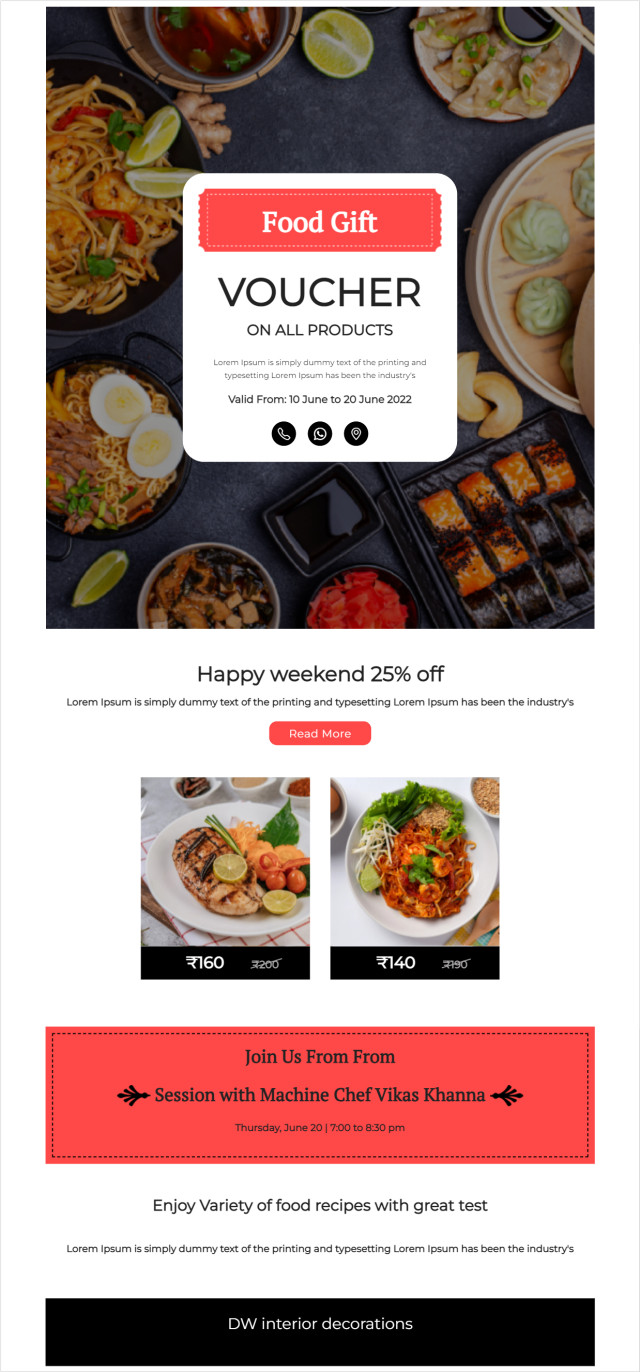 Food Gift
VOUCHER
ON ALL PRODUCTS
Lorem Ipsum is simply dummy text of the printing and
typesetting Lorem Ipsum has been the industry's
Valid From: 10 June to 20 June 2022
Happy weekend 25% off
Lorem Ipsum is simply dummy text of the printing and typesetting Lorem Ipsum has been the industry's
Read More
₹160 ₹200
₹140 ₹190
Join Us From From
Session with Machine Chef Vikas Khanna
Thursday, June 20 | 7:00 to 8:30 pm
Enjoy Variety of food recipes with great test
Lorem Ipsum is simply dummy text of the printing and typesetting Lorem Ipsum has been the industry's
DW interior decorations